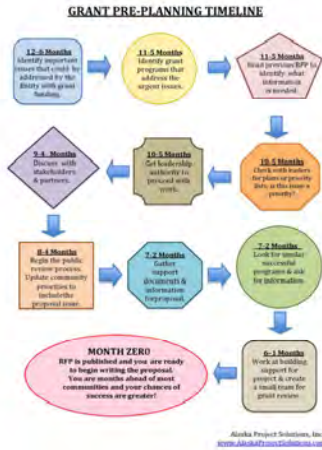 GRANT PRE-PLANNING TIMELINE
12-6 Months
Identify important
issues that could be
addressed by the
Entity with grant
funding.
11-5 Months
Identify grant
programs that
address the
urgent issues.
11-5 Months
Read previous RFP to
identify what
information
is needed.
10-5 Months
Check with leaders
for plans or priority
lists, is this issue a
priority?
10-5 Months
Get leadership
authority to
proceed with
work.
9-4 Months
Discuss with
stakeholders
& partners.
8-4 Months
Begin the public
review process.
Update community
priorities to
include the
proposal issue.
7-2 Months
Gather
support
documents &
information
for proposal.
7-2 Months
Look for similar
successful
programs & ask
for information.
6-1 Months
Work at building
support for
project & create
a small team for
grant review.
MONTH ZERO
RFP is published and you are ready
to begin writing the proposal.
You are months ahead of most
communities and your chances of
success are greater!
Alaska Project Solutions, Inc.
www.AlaskaProjectSolutions.com